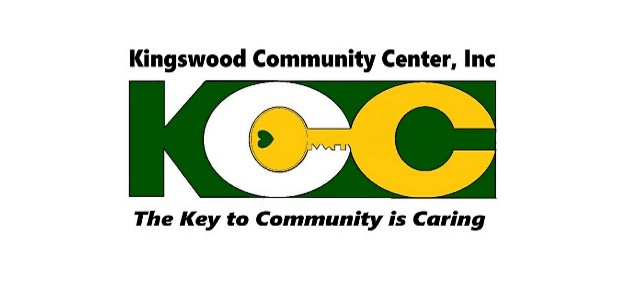 Kingswood Community Center, Inc
KCC
The Key to Community is Caring